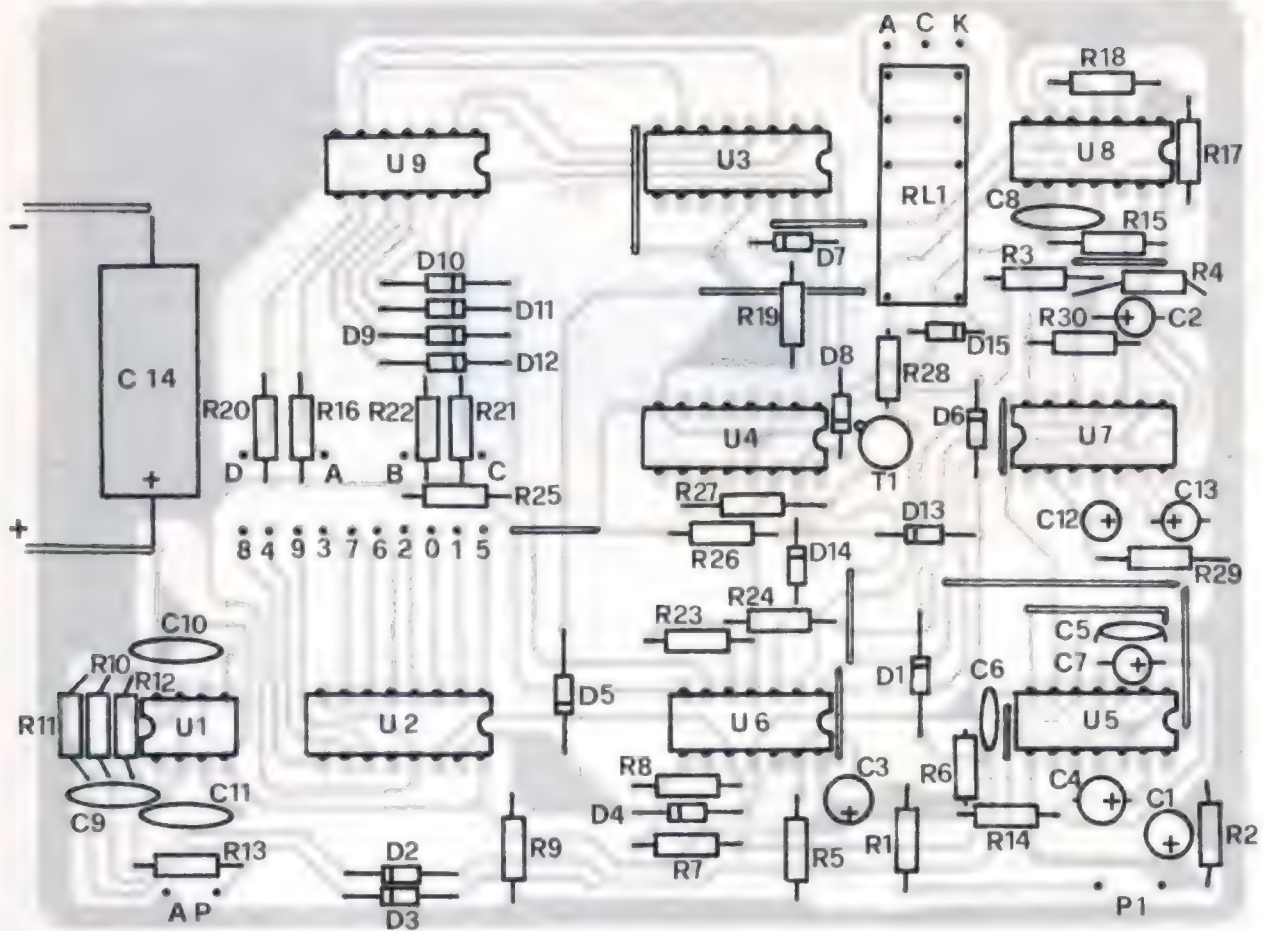 A C K
R18
U9
U3
U8
R17
RL1
C8
R15
-
D7
R3
R4
D10
D11
R19
R30
C2
D9
D15
D12
D8
C 14
R28
R20
R16
R22
R21
U4
D6
U7
D
A
B
C
T1
+
R25
R27
C13
D13
C12
+
8 4 9 3 7 6 2 0 1 5
R26
D14
R29
R24
R23
C10
C5
R10
C7
R12
D1
C6
R11
U1
U2
D5
U6
U5
R8
C3
R6
C4
C9
C11
D4
C1
R13
D2
R9
R7
R5
R1
R14
R2
D3
A P
P1